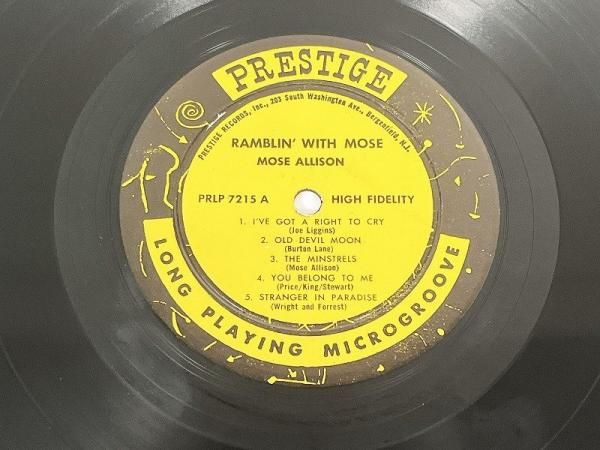 PRESTIGE
PRESTIGE RECORDS, Inc., 203 South Washington Ave., Bergenfield, N.J.
RAMBLIN' WITH MOSE
MOSE ALLISON
PRLP 7215 A HIGH FIDELITY
1. I'VE GOT A RIGHT TO CRY
(Joe Liggins)
2. OLD DEVIL MOON
(Burton Lane)
3. THE MINSTRELS
(Mose Allison)
4. YOU BELONG TO ME
(Price/King/Stewart)
5. STRANGER IN PARADISE
(Wright and Forrest)
LONG PLAYING MICROGROOVE